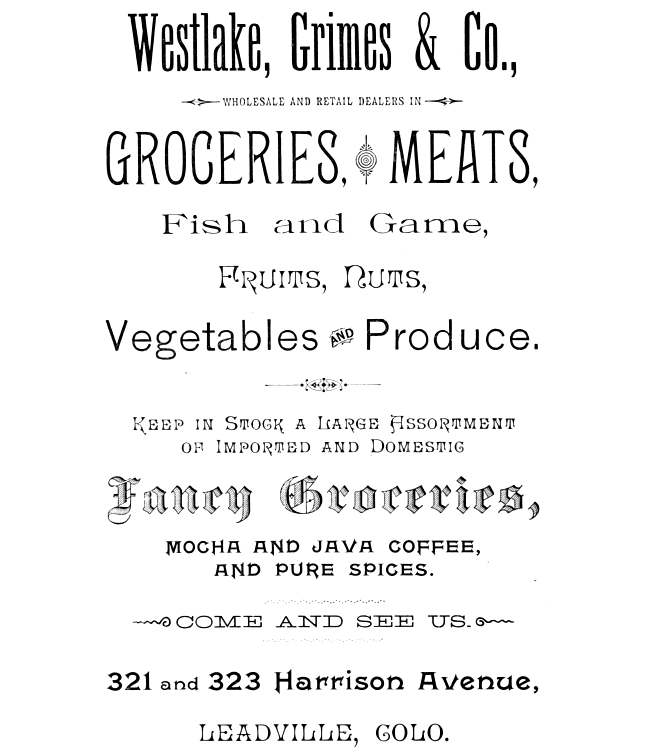 Westlake, Grimes & Co.,
WHOLESALE AND RETAIL DEALERS IN
GROCERIES, MEATS,
Fish and Game,
FRUITS, NUTS,
Vegetables AND Produce.
KEEP IN STOCK A LARGE ASSORTMENT
OF IMPORTED AND DOMESTIC
Fancy Groceries,
MOCHA AND JAVA COFFEE,
AND PURE SPICES.
COME AND SEE US.
321 and 323 Harrison Avenue,
LEADVILLE, COLO.